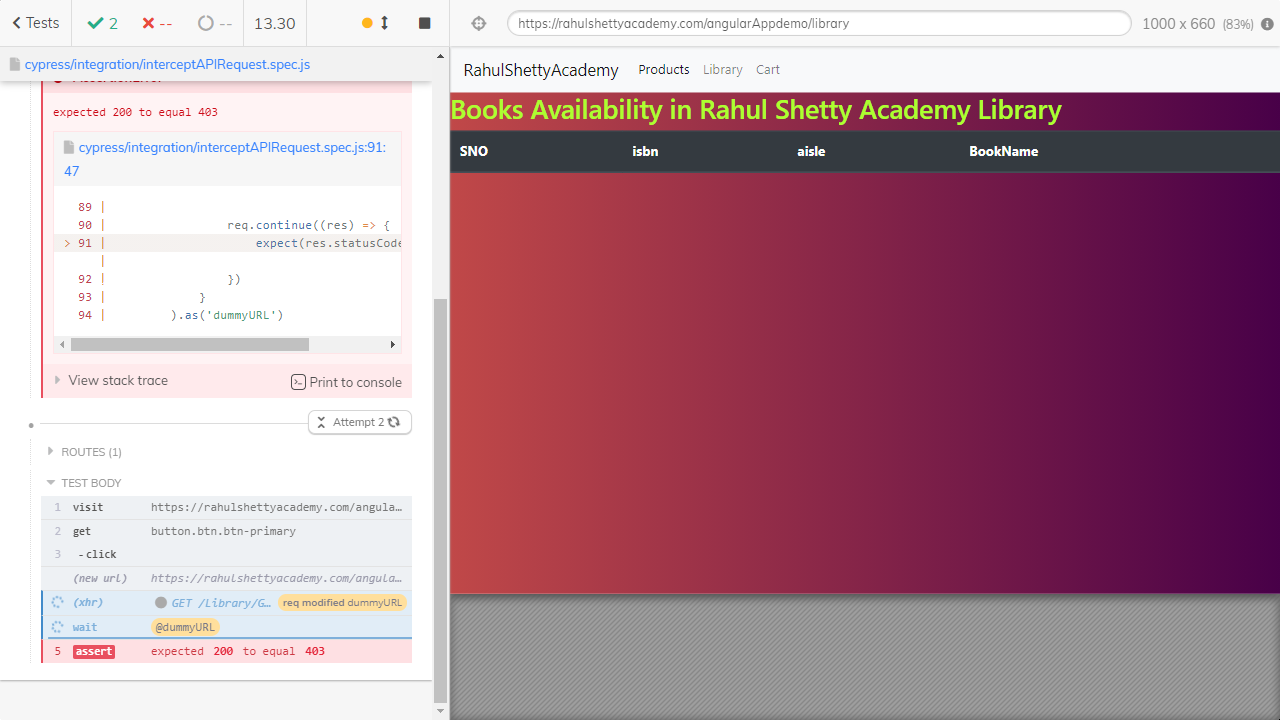 Tests
2
--
--
13.30
https://rahulshettyacademy.com/angularAppdemo/library
1000 x 660 (83%)
cypress/integration/interceptAPIRequest.spec.js
expected 200 to equal 403
cypress/integration/interceptAPIRequest.spec.js:91:
47
89 |
90 | req.continue((res) => {
> 91 | expect(res.statusCode
|
92 | })
93 | }
94 | ).as('dummyURL')
View stack trace
Print to console
Attempt 2
ROUTES (1)
TEST BODY
1 visit https://rahulshettyacademy.com/angula…
2 get button.btn.btn-primary
3 -click
(new url) https://rahulshettyacademy.com/angula…
(xhr) GET /Library/G… req modified dummyURL
wait @dummyURL
5 assert expected 200 to equal 403
RahulShettyAcademy Products Library Cart
Books Availability in Rahul Shetty Academy Library
SNO isbn aisle BookName